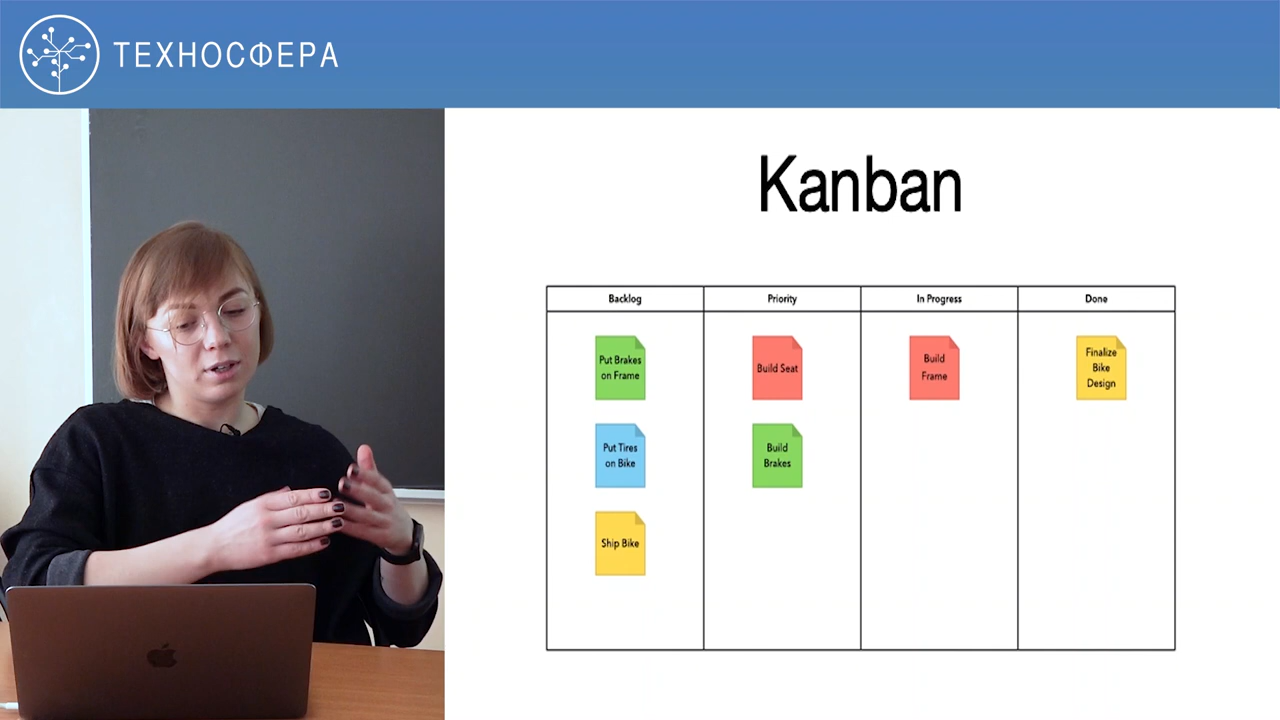 ТЕХНОСФЕРА
Kanban
Backlog
Priority
In Progress
Done
Put Brakes
on Frame
Build Seat
Build
Frame
Finalize
Bike
Design
Put Tires
on Bike
Build
Brakes
Ship Bike